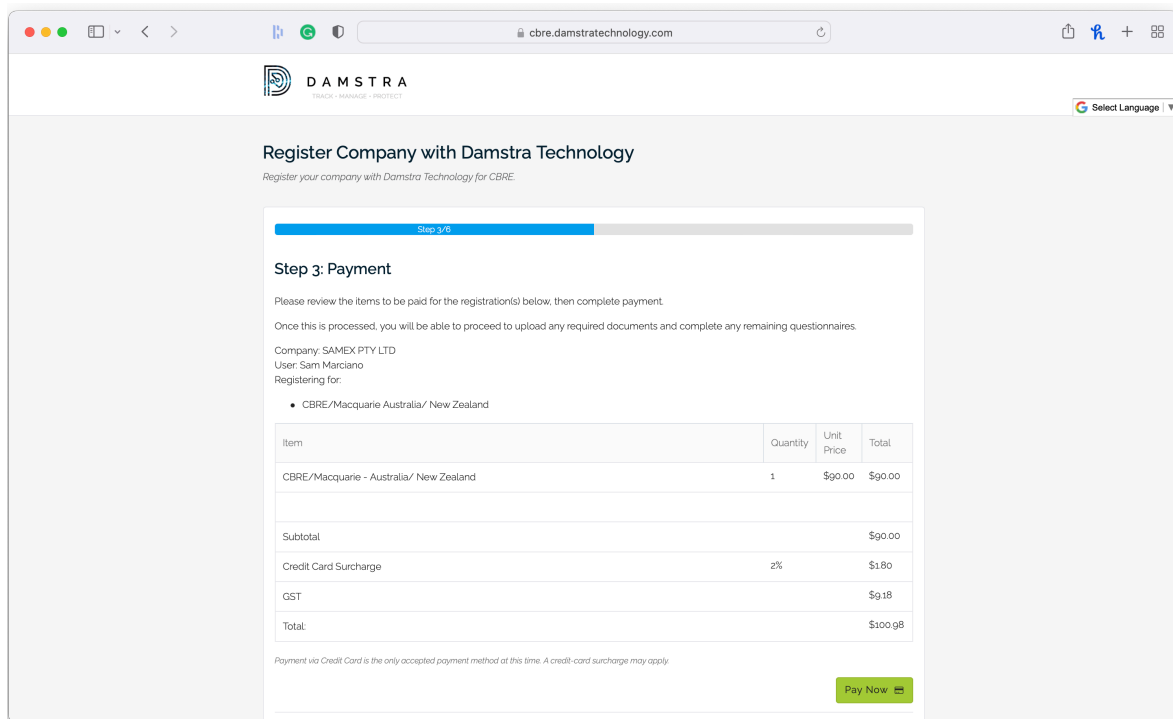 cbre.damstratechnology.com
DAMSTRA
TRACK - MANAGE - PROTECT
G Select Language
Register Company with Damstra Technology
Register your company with Damstra Technology for CBRE.
Step 3/6
Step 3: Payment
Please review the items to be paid for the registration(s) below, then complete payment.
Once this is processed, you will be able to proceed to upload any required documents and complete any remaining questionnaires.
Company: SAMEX PTY LTD
User: Sam Marciano
Registering for:
• CBRE/Macquarie Australia/ New Zealand
Item Quantity Unit Price Total
CBRE/Macquarie - Australia/ New Zealand 1 $90.00 $90.00
Subtotal $90.00
Credit Card Surcharge 2% $1.80
GST $9.18
Total: $100.98
Payment via Credit Card is the only accepted payment method at this time. A credit-card surcharge may apply.
Pay Now